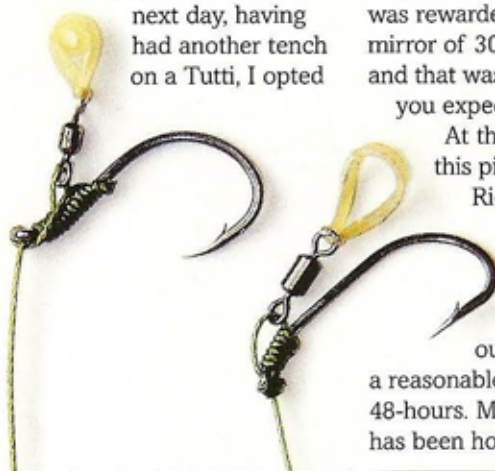 next day, having
had another tench
on a Tutti, I opted
was rewarde
mirror of 30
and that was
you expec
At th
this pi
Ri
ou
a reasonable
48-hours. M
has been ho